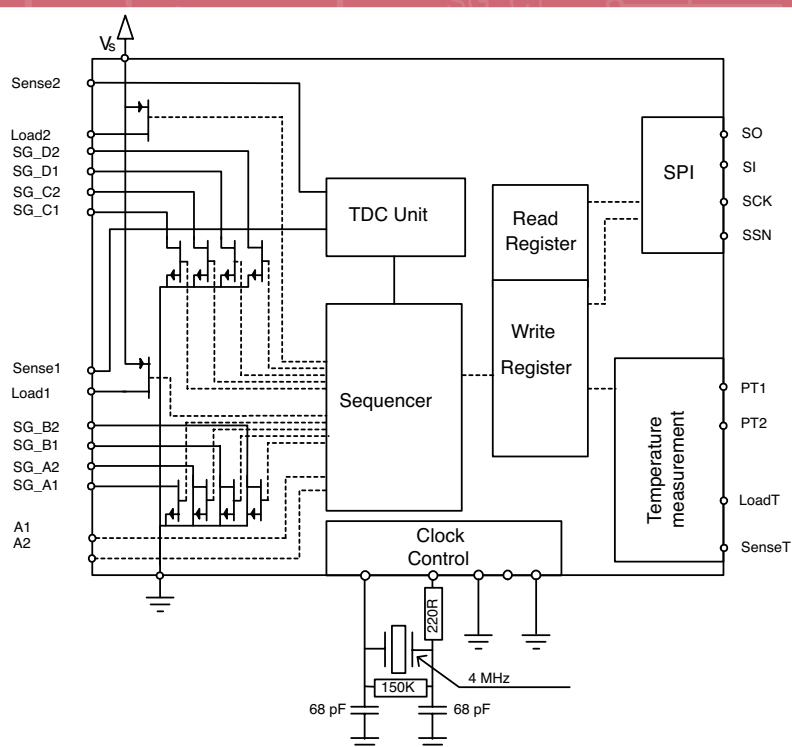 Vs
Sense2
Load2
SG_D2
SG_D1
SG_C2
SG_C1
Sense1
Load1
SG_B2
SG_B1
SG_A2
SG_A1
A1
A2
TDC Unit
Sequencer
Read
Register
Write
Register
SPI
SO
SI
SCK
SSN
Temperature
measurement
PT1
PT2
LoadT
SenseT
Clock
Control
220R
4 MHz
150K
68 pF
68 pF